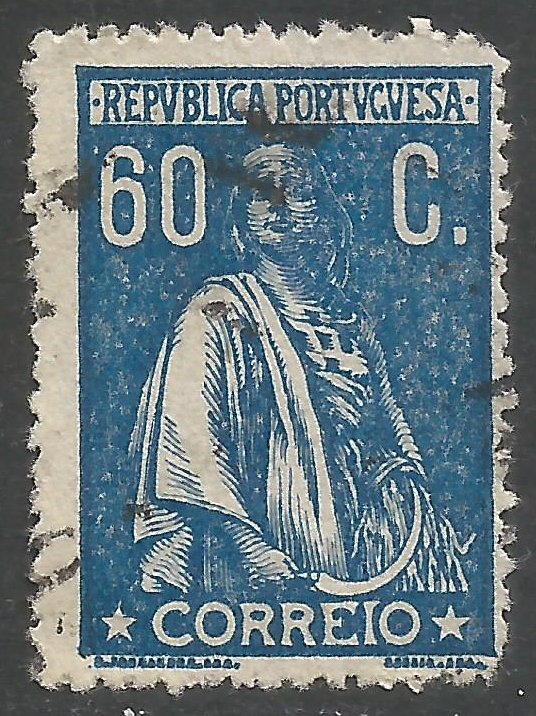 ·REPVBLICA PORTVGVESA·
60 C.
★ CORREIO ★